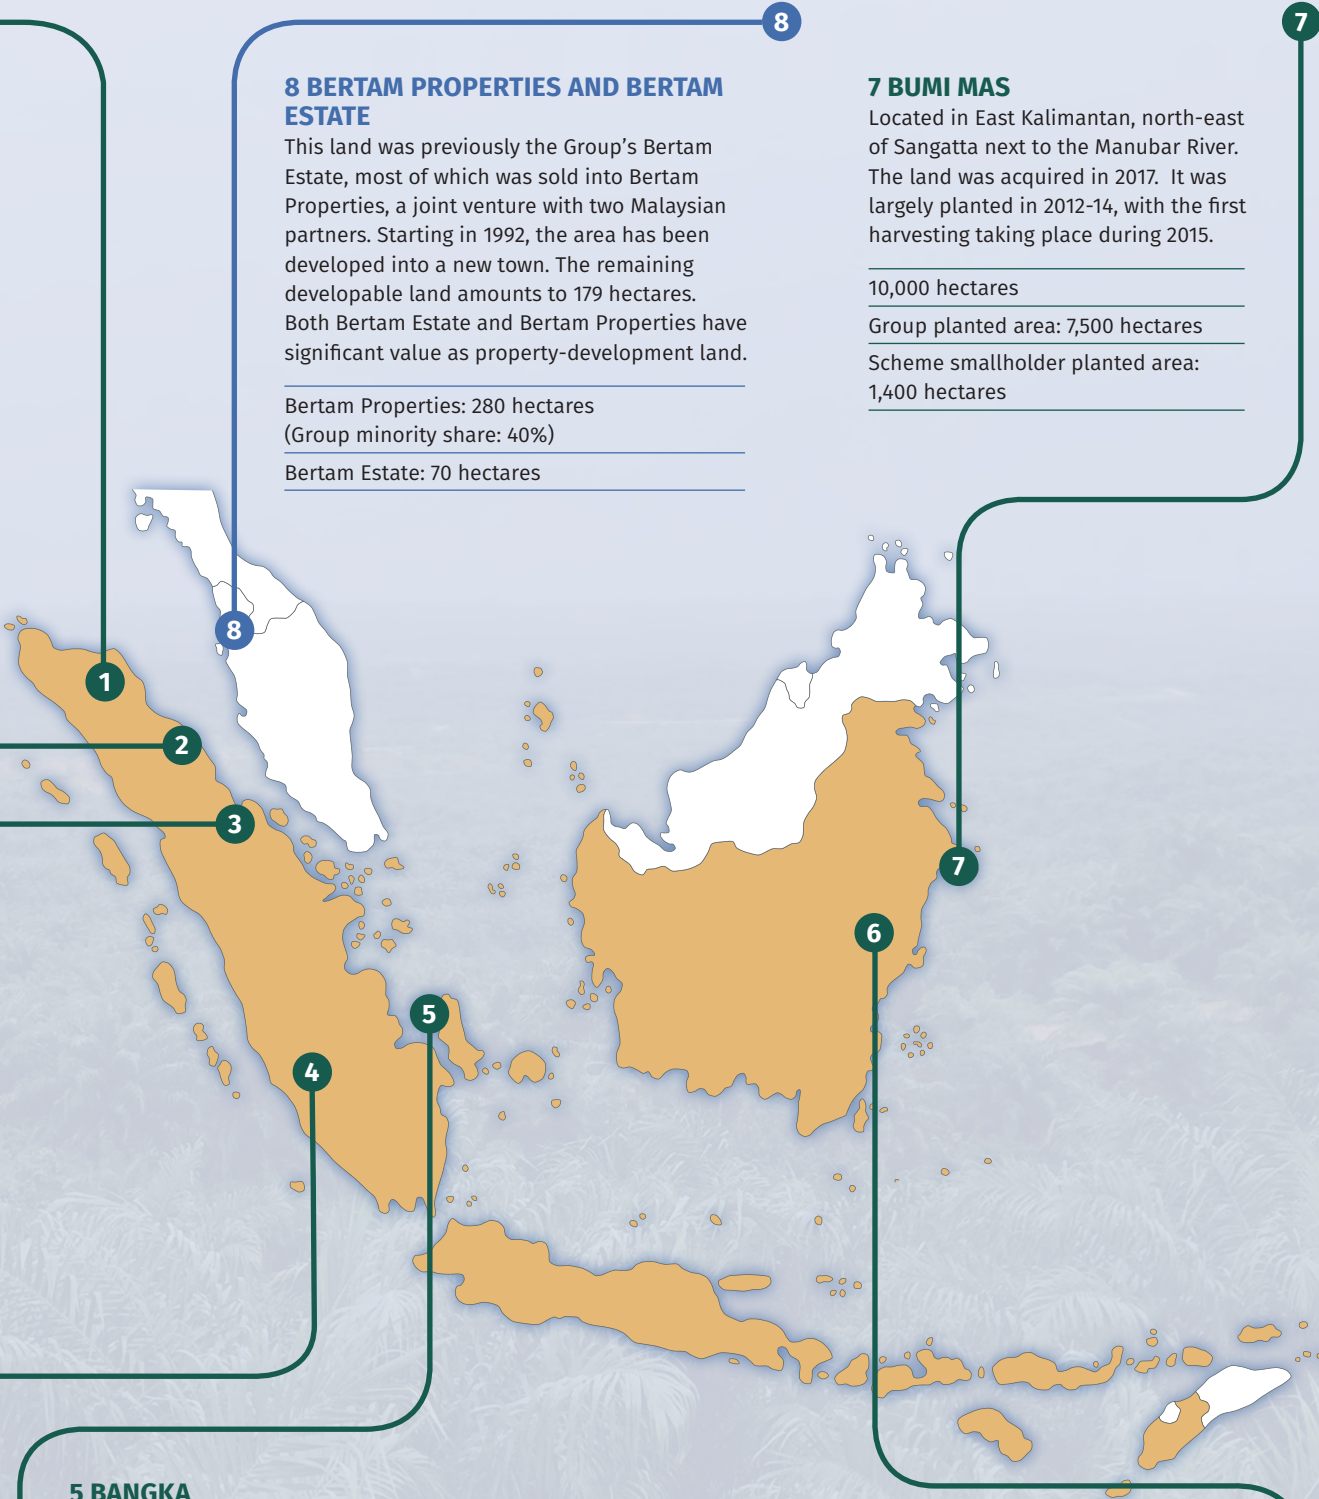 8
7
8 BERTAM PROPERTIES AND BERTAM
ESTATE
This land was previously the Group's Bertam
Estate, most of which was sold into Bertam
Properties, a joint venture with two Malaysian
partners. Starting in 1992, the area has been
developed into a new town. The remaining
developable land amounts to 179 hectares.
Both Bertam Estate and Bertam Properties have
significant value as property-development land.
Bertam Properties: 280 hectares
(Group minority share: 40%)
Bertam Estate: 70 hectares
7 BUMI MAS
Located in East Kalimantan, north-east
of Sangatta next to the Manubar River.
The land was acquired in 2017.  It was
largely planted in 2012-14, with the first
harvesting taking place during 2015.
10,000 hectares
Group planted area: 7,500 hectares
Scheme smallholder planted area:
1,400 hectares
8
1
2
3
7
6
5
4
5 BANGKA